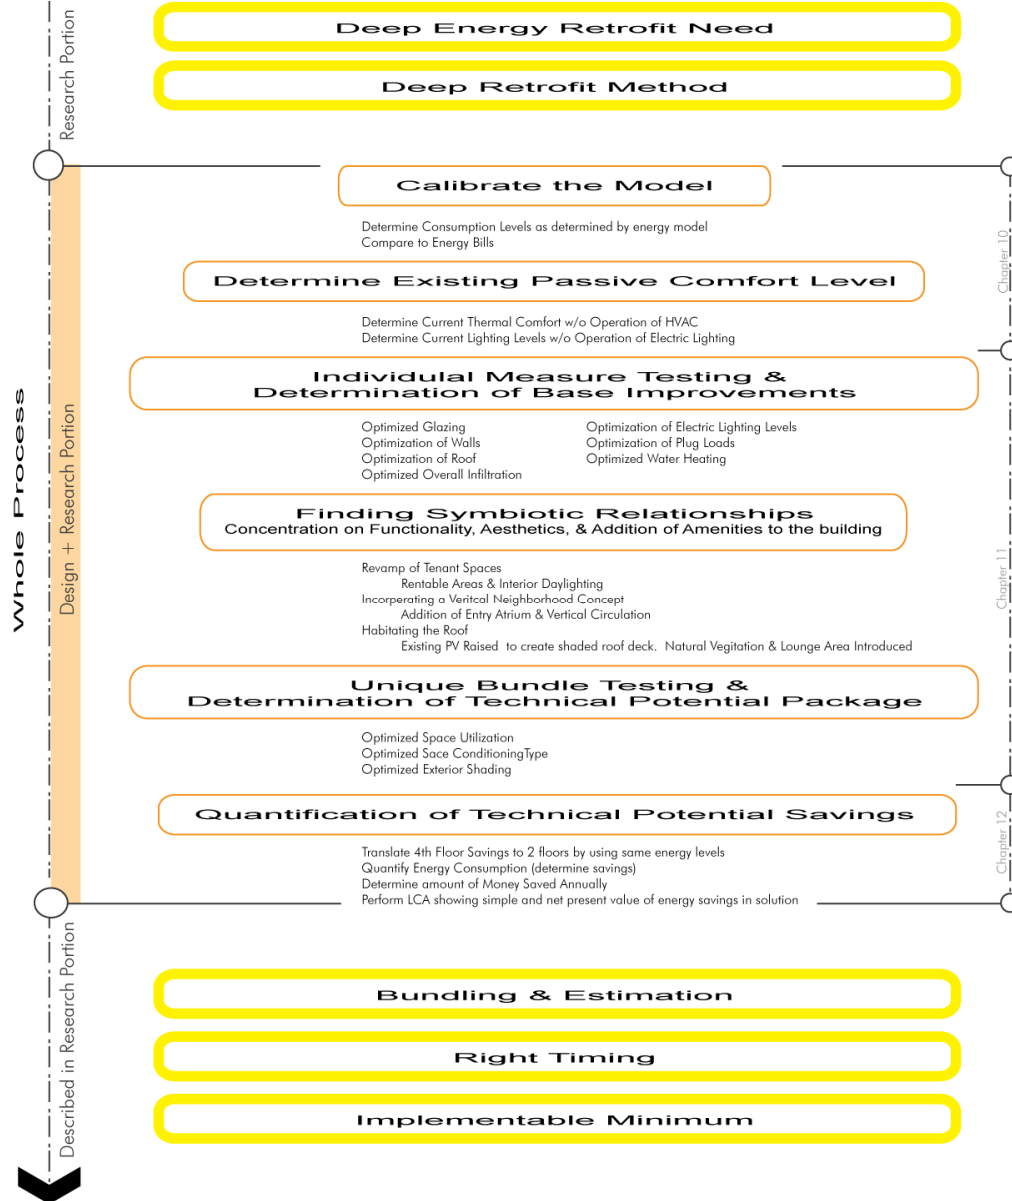 Deep Energy Retrofit Need
Deep Retrofit Method
Research Portion
Calibrate the Model
Determine Consumption Levels as determined by energy model
Compare to Energy Bills
Chapter 10
Determine Existing Passive Comfort Level
Determine Current Thermal Comfort w/o Operation of HVAC
Determine Current Lighting Levels w/o Operation of Electric Lighting
Individulal Measure Testing &
Determination of Base Improvements
Optimized Glazing
Optimization of Walls
Optimization of Roof
Optimized Overall Infiltration
Optimization of Electric Lighting Levels
Optimization of Plug Loads
Optimized Water Heating
Whole Process
Design + Research Portion
Finding Symbiotic Relationships
Concentration on Functionality, Aesthetics, & Addition of Amenities to the building
Revamp of Tenant Spaces
Rentable Areas & Interior Daylighting
Incorperating a Veritcal Neighborhood Concept
Addition of Entry Atrium & Vertical Circulation
Habitating the Roof
Existing PV Raised to create shaded roof deck. Natural Vegitation & Lounge Area Introduced
Chapter 11
Unique Bundle Testing &
Determination of Technical Potential Package
Optimized Space Utilization
Optimized Sace ConditioningType
Optimized Exterior Shading
Quantification of Technical Potential Savings
Translate 4th Floor Savings to 2 floors by using same energy levels
Quantify Energy Consumption (determine savings)
Determine amount of Money Saved Annually
Perform LCA showing simple and net present value of energy savings in solution
Chapter 12
Described in Research Portion
Bundling & Estimation
Right Timing
Implementable Minimum